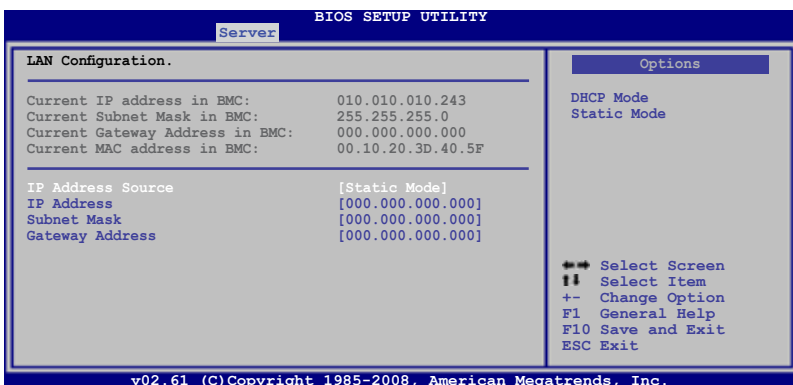 BIOS SETUP UTILITY
Server
LAN Configuration.
Current IP address in BMC: 010.010.010.243
Current Subnet Mask in BMC: 255.255.255.0
Current Gateway Address in BMC: 000.000.000.000
Current MAC address in BMC: 00.10.20.3D.40.5F
IP Address Source [Static Mode]
IP Address [000.000.000.000]
Subnet Mask [000.000.000.000]
Gateway Address [000.000.000.000]
Options
DHCP Mode
Static Mode
Select Screen
Select Item
+- Change Option
F1 General Help
F10 Save and Exit
ESC Exit
v02.61 (C)Copyright 1985-2008, American Megatrends, Inc.